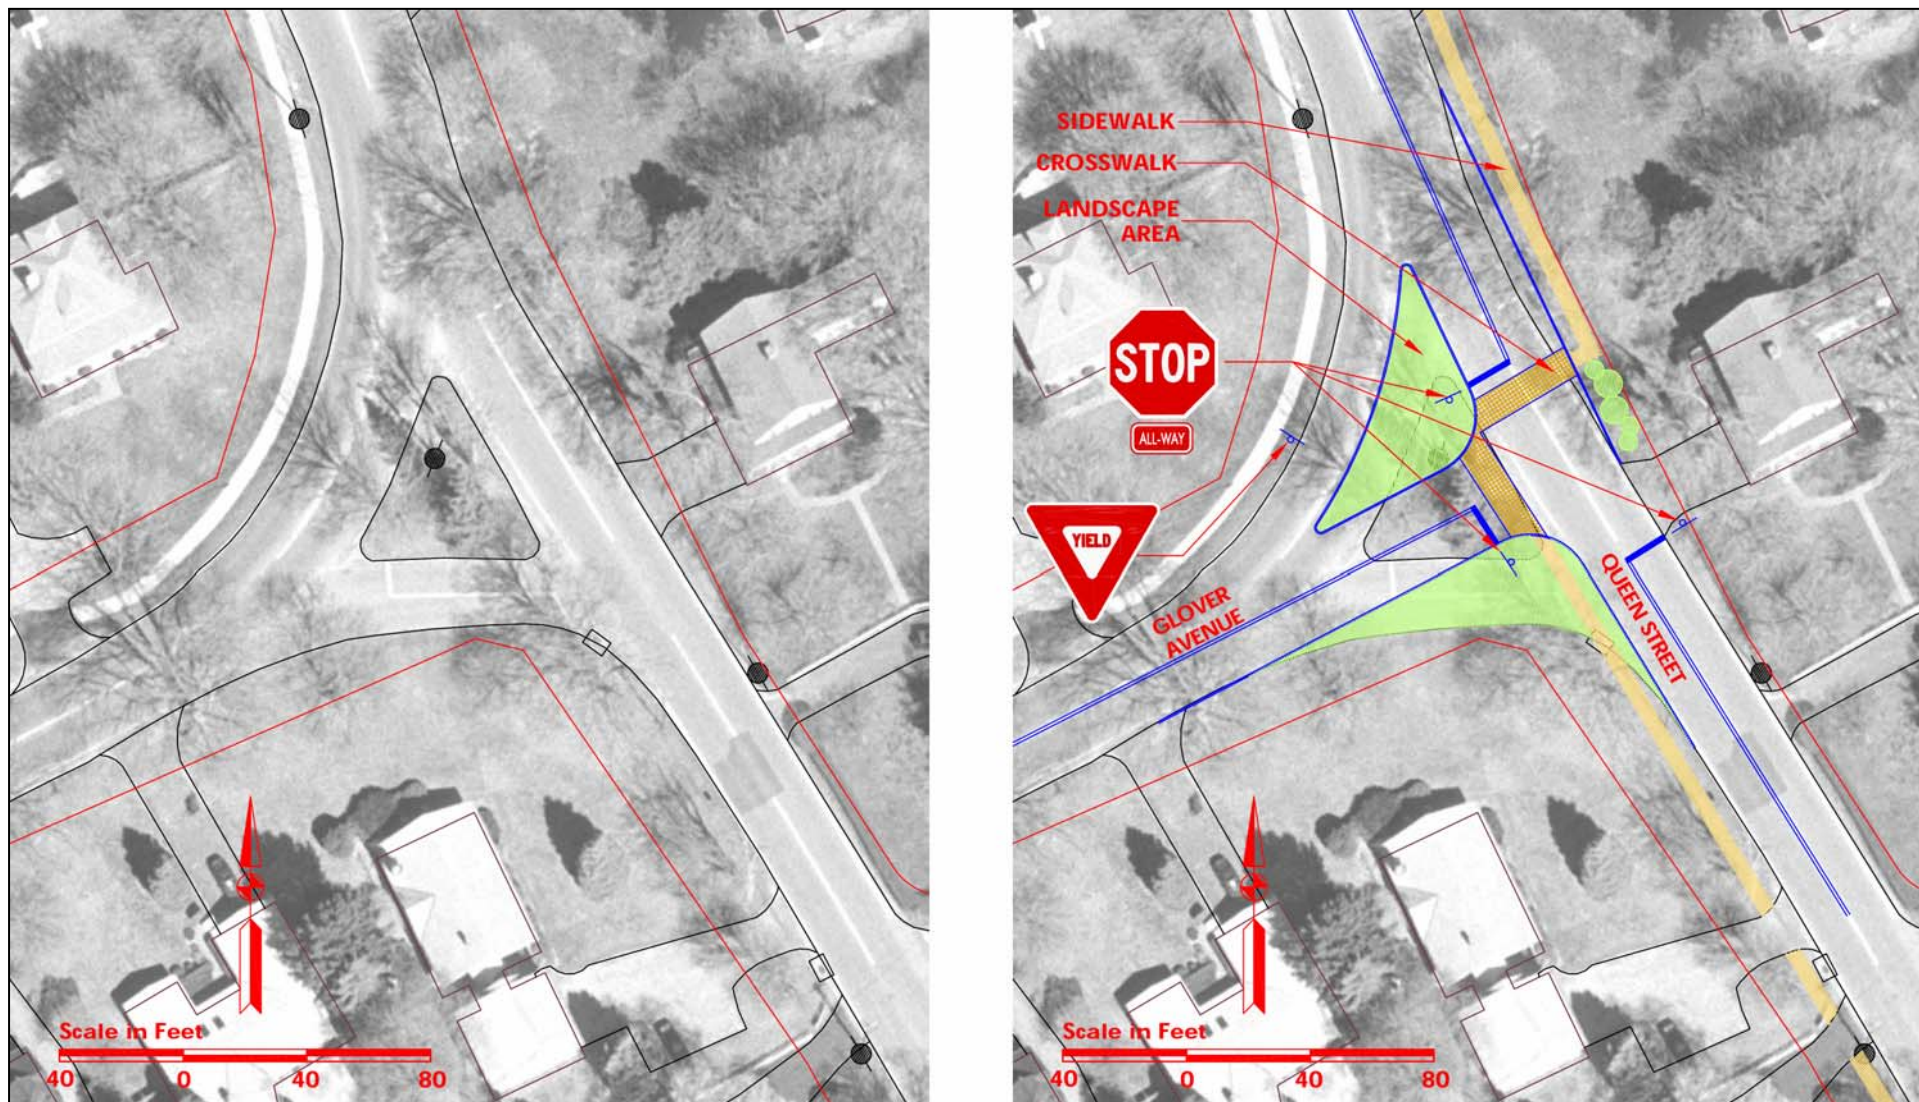 Scale in Feet
40 0 40 80
SIDEWALK
CROSSWALK
LANDSCAPE
AREA
STOP
ALL-WAY
YIELD
GLOVER
AVENUE
QUEEN STREET
Scale in Feet
40 0 40 80